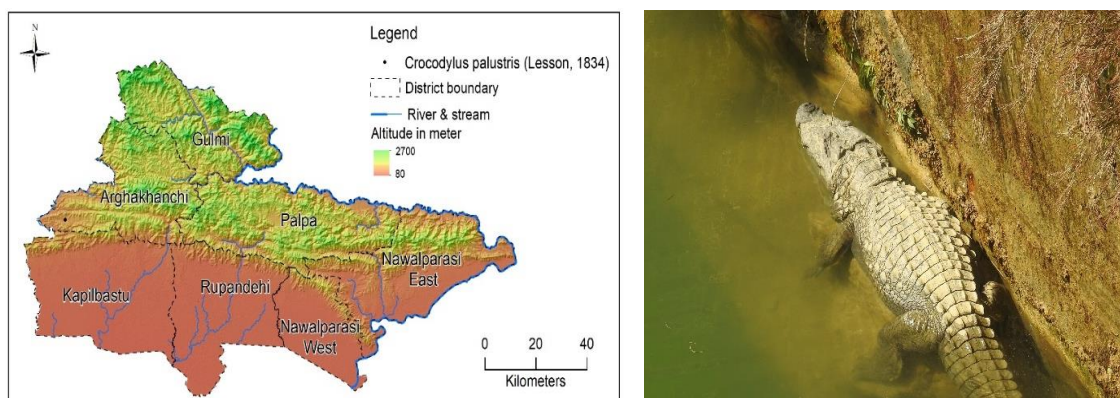 N
Legend
Crocodylus palustris (Lesson, 1834)
District boundary
River & stream
Altitude in meter
2700
80
Gulmi
Arghakhanchi
Palpa
Nawalparasi
East
Kapilbastu
Rupandehi
Nawalparasi
West
0 20 40
Kilometers